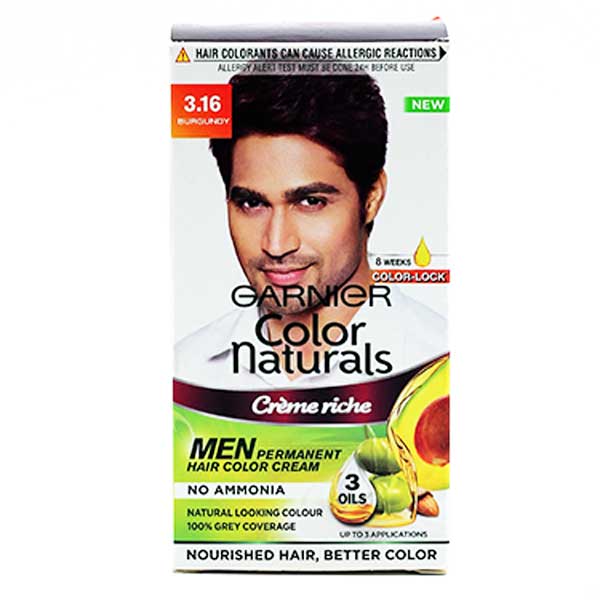 HAIR COLORANTS CAN CAUSE ALLERGIC REACTIONS
ALLERGY ALERT TEST MUST BE DONE 24H BEFORE USE
3.16
BURGUNDY
NEW
8 WEEKS
COLOR-LOCK
GARNIER
Color
Naturals
Crème riche
MEN PERMANENT
HAIR COLOR CREAM
NO AMMONIA
3
OILS
NATURAL LOOKING COLOUR
100% GREY COVERAGE
UP TO 3 APPLICATIONS
NOURISHED HAIR, BETTER COLOR